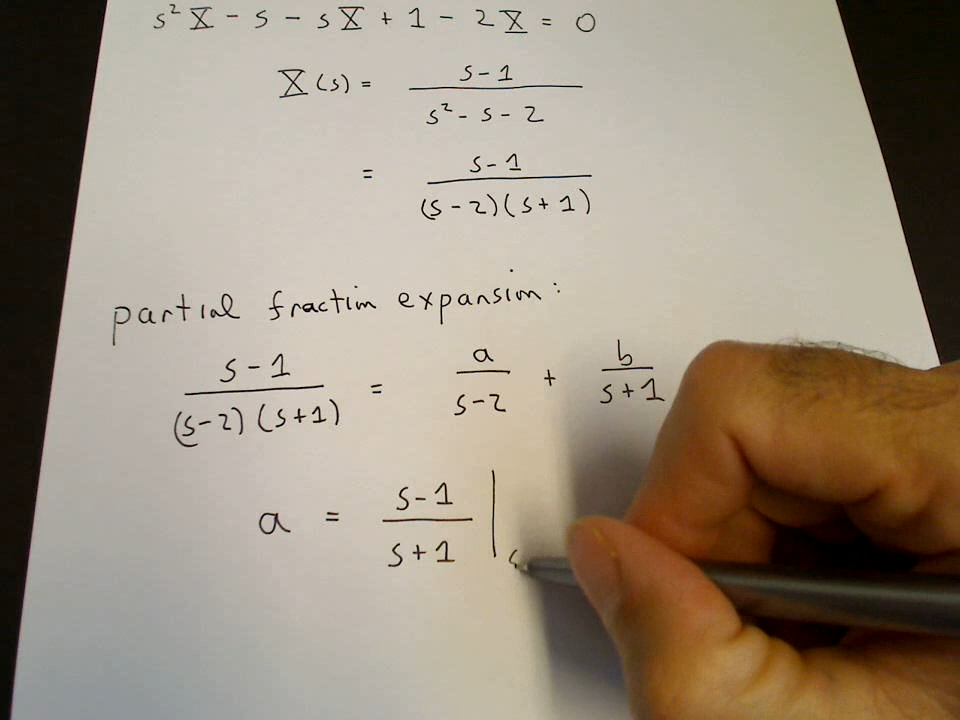 s² X - s - sX + 1 - 2X = 0
X(s) = s-1 / s² - s - 2
= s-1 / (s-2)(s+1)
partial fraction expansion:
s-1 / (s-2)(s+1) = a / s-2 + b / s+1
a = s-1 / s+1 | s